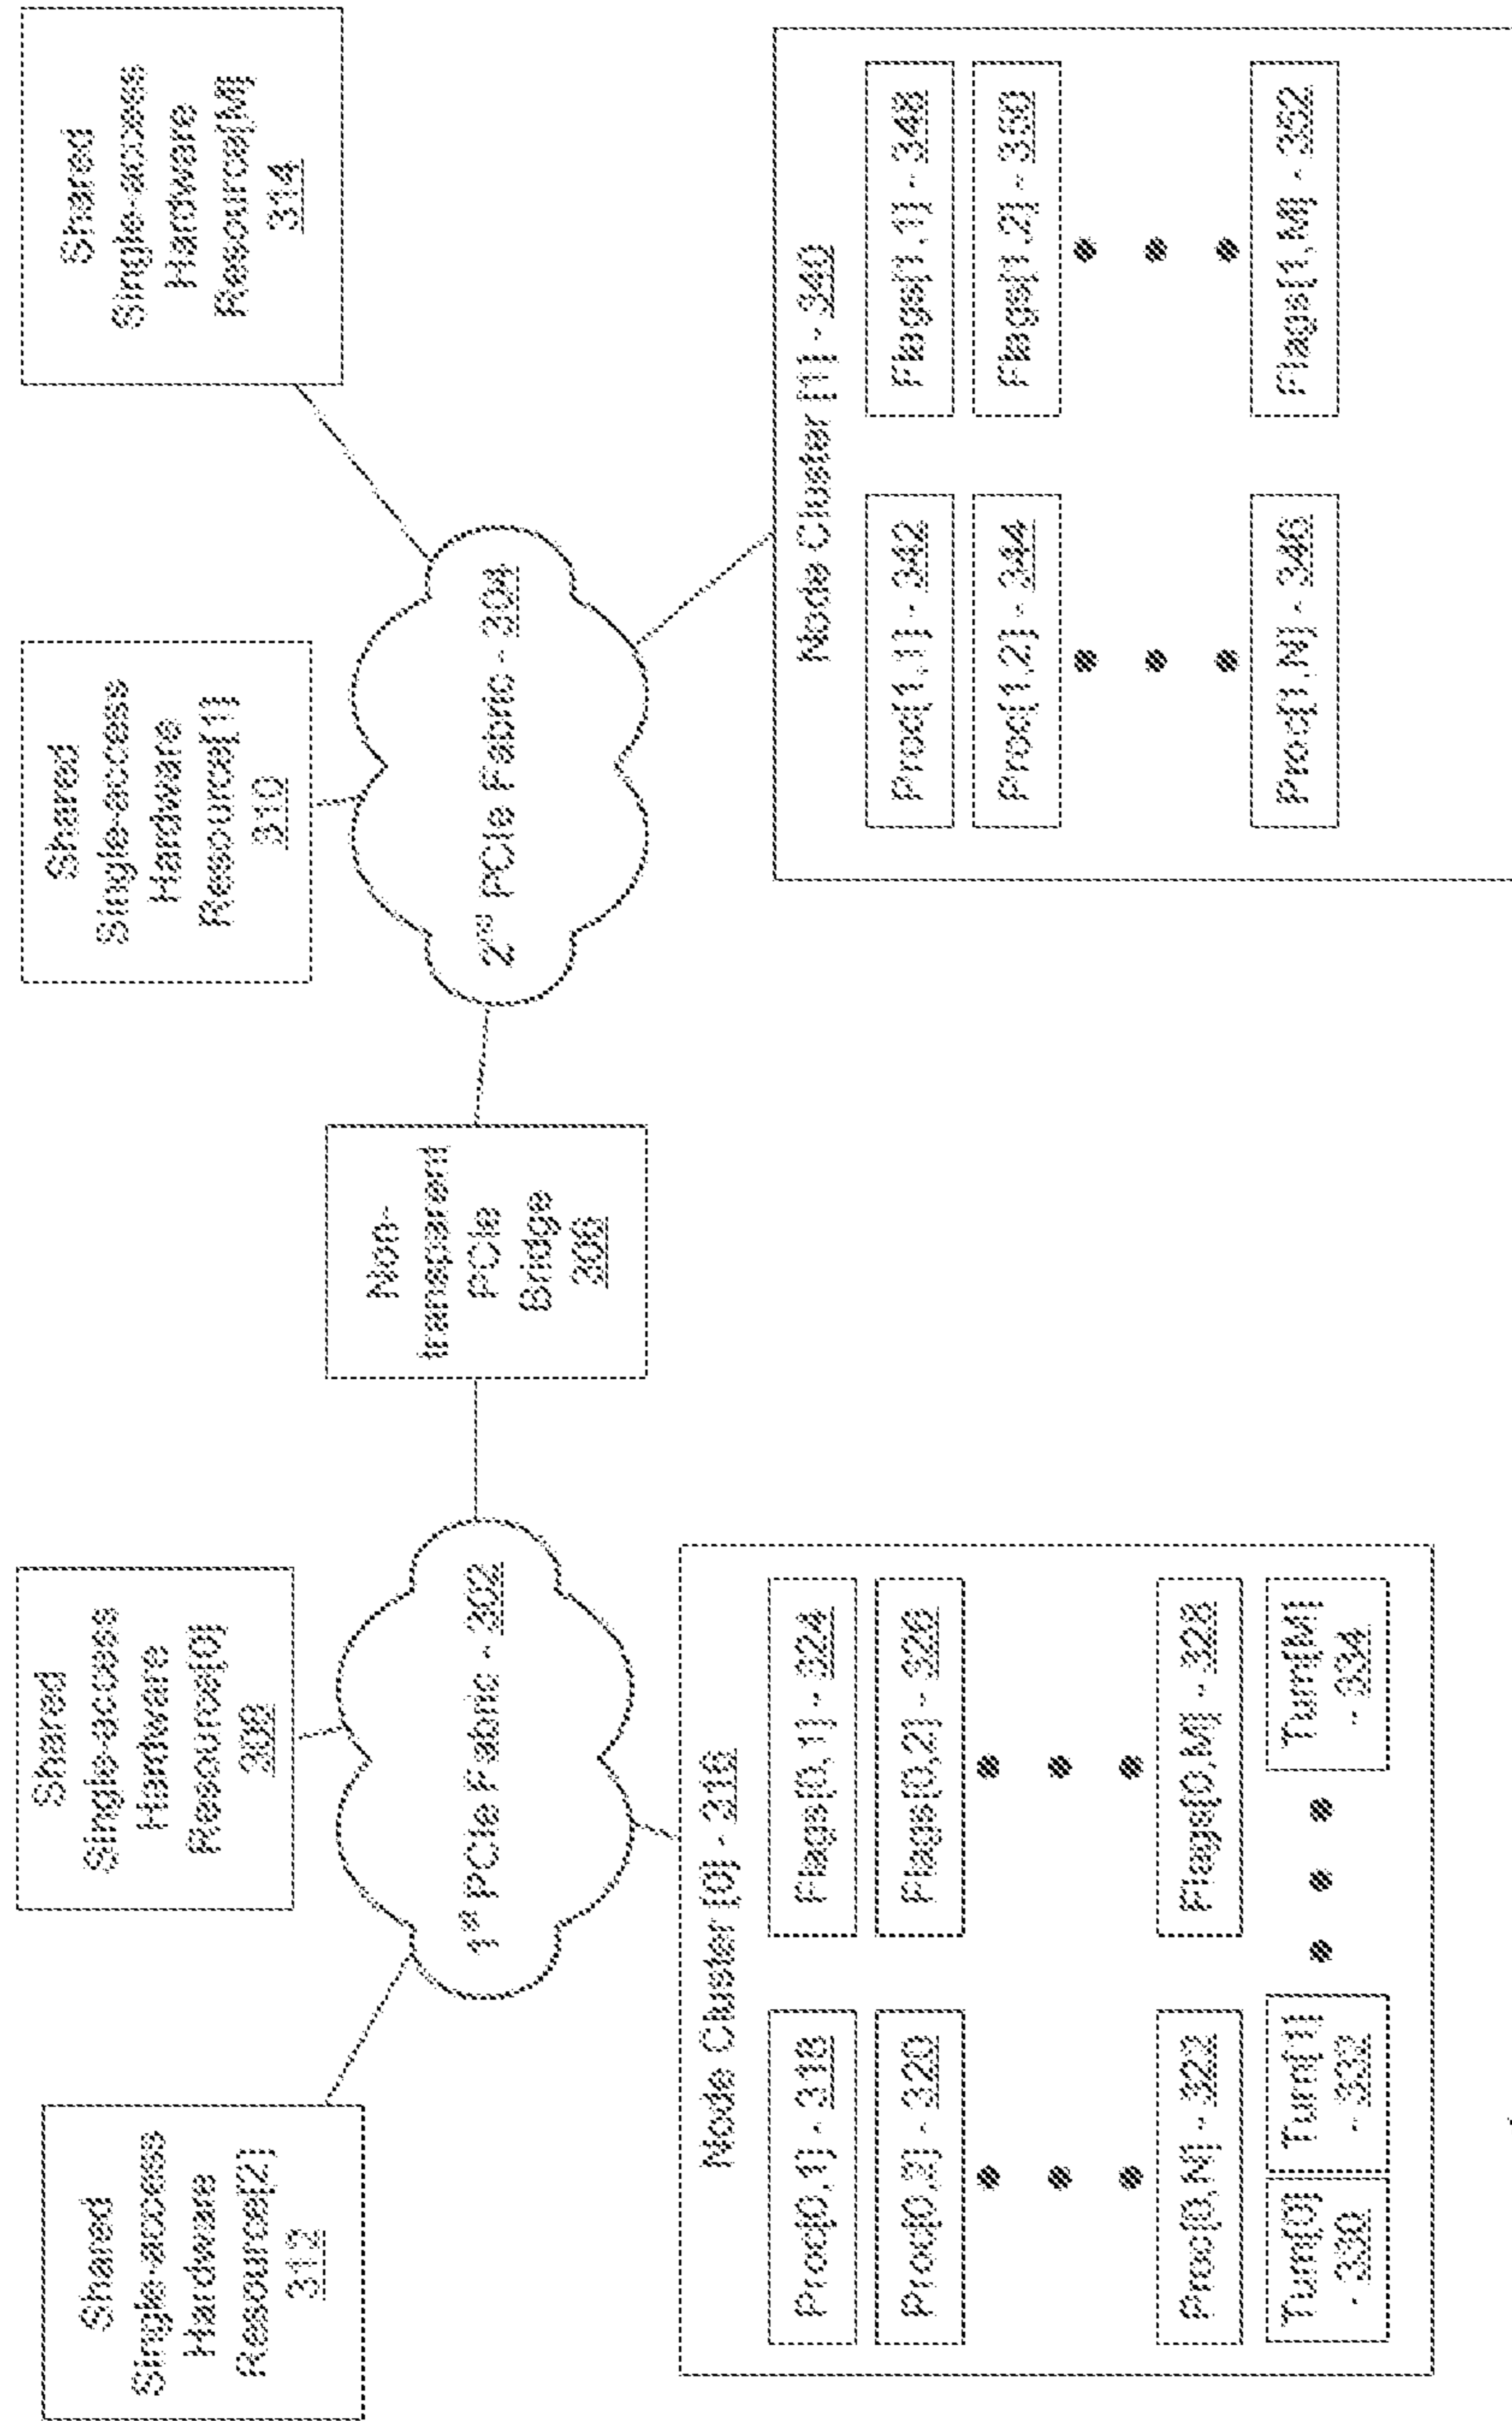 Shared
Single-access
Hardware
Resource[2]
312
Shared
Single-access
Hardware
Resource[0]
308
Shared
Single-access
Hardware
Resource[1]
310
Shared
Single-access
Hardware
Resource[M]
314
1st PCIe Fabric - 302
Non-
transparent
PCIe
Bridge
306
2nd PCIe Fabric - 304
Node Cluster [0] - 316
Proc[0,1] - 318
Flags[0,1] - 324
Proc[0,2] - 320
Flags[0,2] - 326
Proc[0,N] - 322
Flags[0,M] - 328
Turn[0]
- 330
Turn[1]
- 332
Turn[M]
- 334
Node Cluster [1] - 340
Proc[1,1] - 342
Flags[1,1] - 348
Proc[1,2] - 344
Flags[1,2] - 350
Proc[1,N] - 346
Flags[1,M] - 352